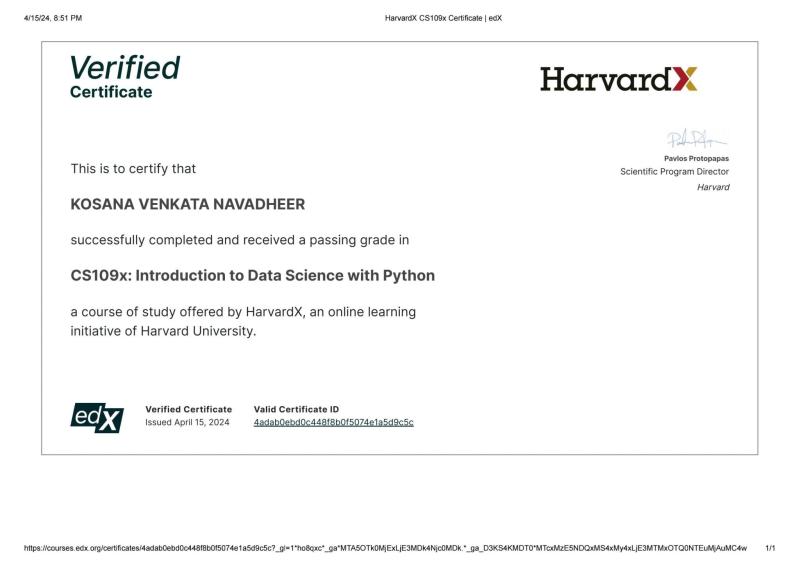 4/15/24, 8:51 PM
HarvardX CS109x Certificate | edX
Verified
Certificate
HarvardX
Pavlos Protopapas
Scientific Program Director
Harvard
This is to certify that
KOSANA VENKATA NAVADHEER
successfully completed and received a passing grade in
CS109x: Introduction to Data Science with Python
a course of study offered by HarvardX, an online learning
initiative of Harvard University.
edX
Verified Certificate
Issued April 15, 2024
Valid Certificate ID
4adab0ebd0c448f8b0f5074e1a5d9c5c
https://courses.edx.org/certificates/4adab0ebd0c448f8b0f5074e1a5d9c5c?_gl=1*ho8qxc*_ga*MTA5OTk0MjExLjE3MDk4Njc0MDk.*_ga_D3KS4KMDT0*MTcxMzE5NDQxMS4xMy4xLjE3MTMxOTQ0NTEuMjAuMC4w
1/1